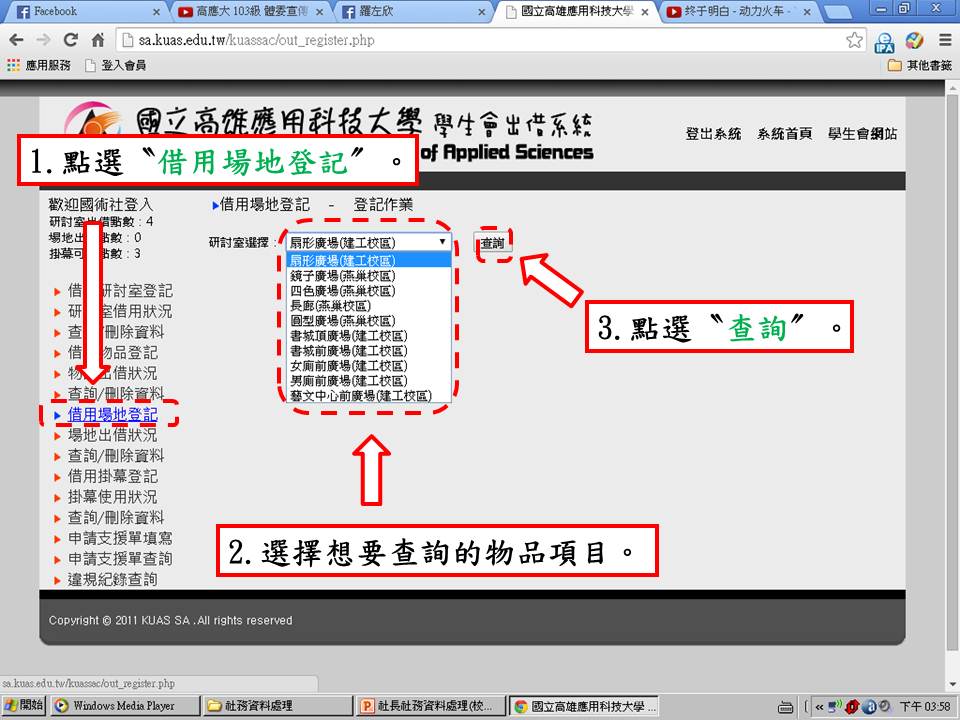 Facebook
高應大 103級 體委宣傳
羅左欣
國立高雄應用科技大學
终于明白 - 动力火车 -
sa.kuas.edu.tw/kuassac/out_register.php
應用服務 登入會員
其他書籤
國立高雄應用科技大學 學生會出借系統
of Applied Sciences
登出系統 系統首頁 學生會網站
1.點選〝借用場地登記〞。
歡迎國術社登入
研討室出借點數：4
場地出 點數：0
掛幕可 點數：3
借 研討室登記
研 室借用狀況
查 /刪除資料
借 物品登記
物 出借狀況
查詢/刪除資料
借用場地登記
場地出借狀況
查詢/刪除資料
借用掛幕登記
掛幕使用狀況
查詢/刪除資料
申請支援單填寫
申請支援單查詢
違規紀錄查詢
借用場地登記 - 登記作業
研討室選擇：
扇形廣場(建工校區)
查詢
扇形廣場(建工校區)
鏡子廣場(燕巢校區)
四色廣場(燕巢校區)
長廊(燕巢校區)
圓型廣場(燕巢校區)
書城頂廣場(建工校區)
書城前廣場(建工校區)
女廁前廣場(建工校區)
男廁前廣場(建工校區)
藝文中心前廣場(建工校區)
3.點選〝查詢〞。
2.選擇想要查詢的物品項目。
Copyright © 2011 KUAS SA .All rights reserved
sa.kuas.edu.tw/kuassac/out_register.php
開始
Windows Media Player
社務資料處理
社長社務資料處理(校...
國立高雄應用科技大學 ...
下午 03:58